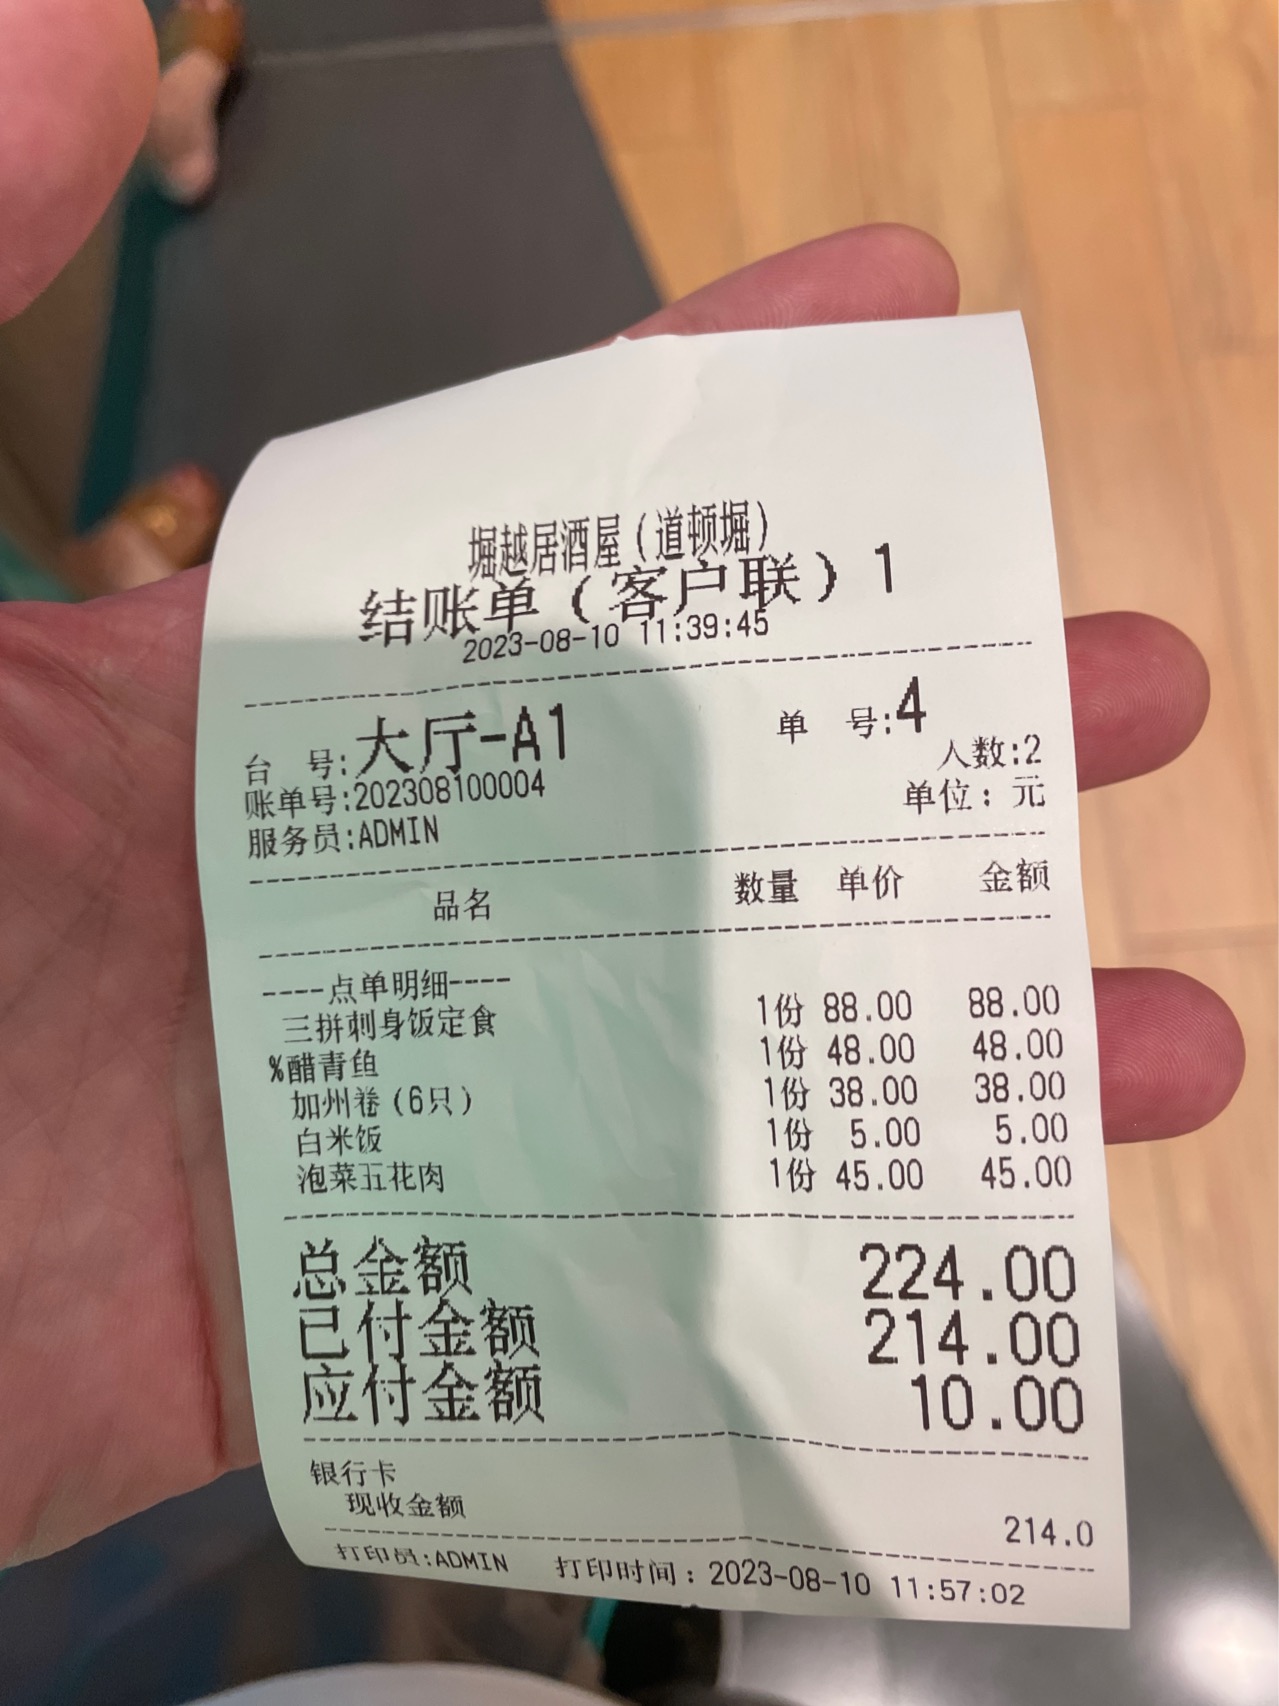 堀越居酒屋(道顿堀)
结账单(客户联)1
2023-08-10 11:39:45
台 号:大厅-A1 单 号:4
人数:2
账单号:202308100004 单位:元
服务员:ADMIN
品名 数量 单价 金额
----点单明细----
三拼刺身饭定食 1份 88.00 88.00
%醋青鱼 1份 48.00 48.00
加州卷(6只) 1份 38.00 38.00
白米饭 1份 5.00 5.00
泡菜五花肉 1份 45.00 45.00
总金额 224.00
已付金额 214.00
应付金额 10.00
银行卡
现收金额 214.0
打印员:ADMIN 打印时间:2023-08-10 11:57:02